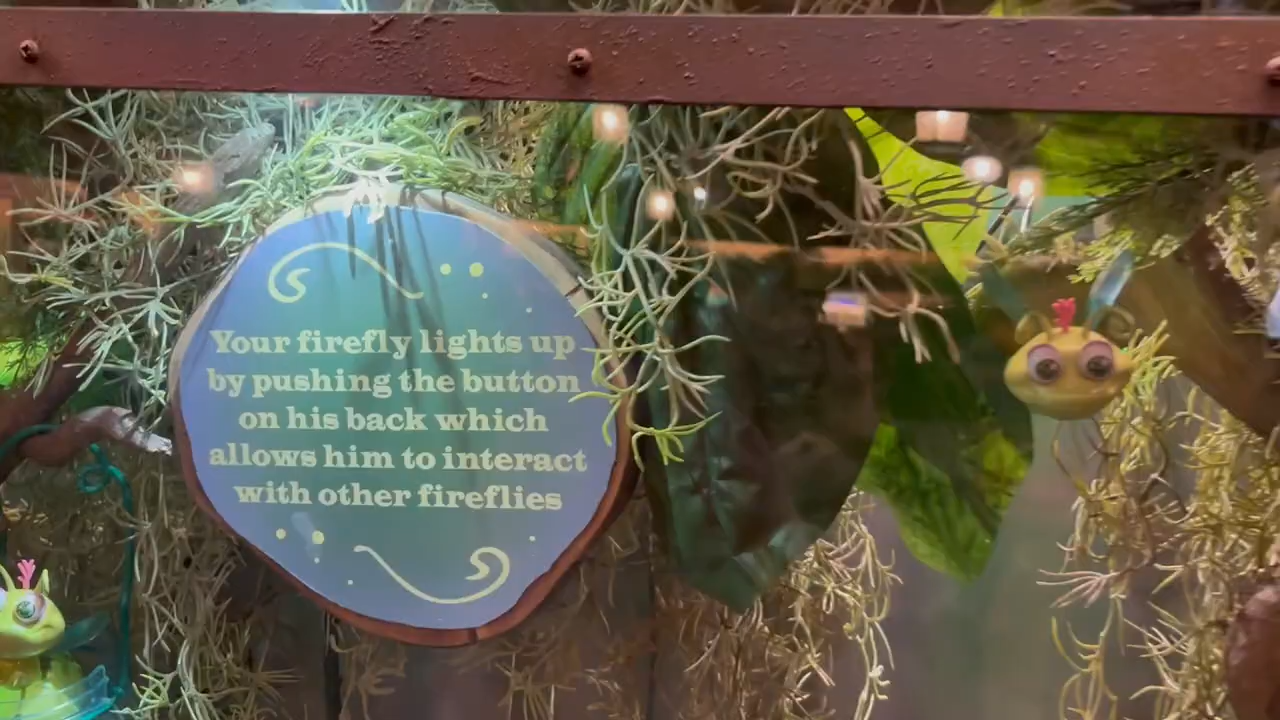 Your firefly lights up
by pushing the button
on his back which
allows him to interact
with other fireflies